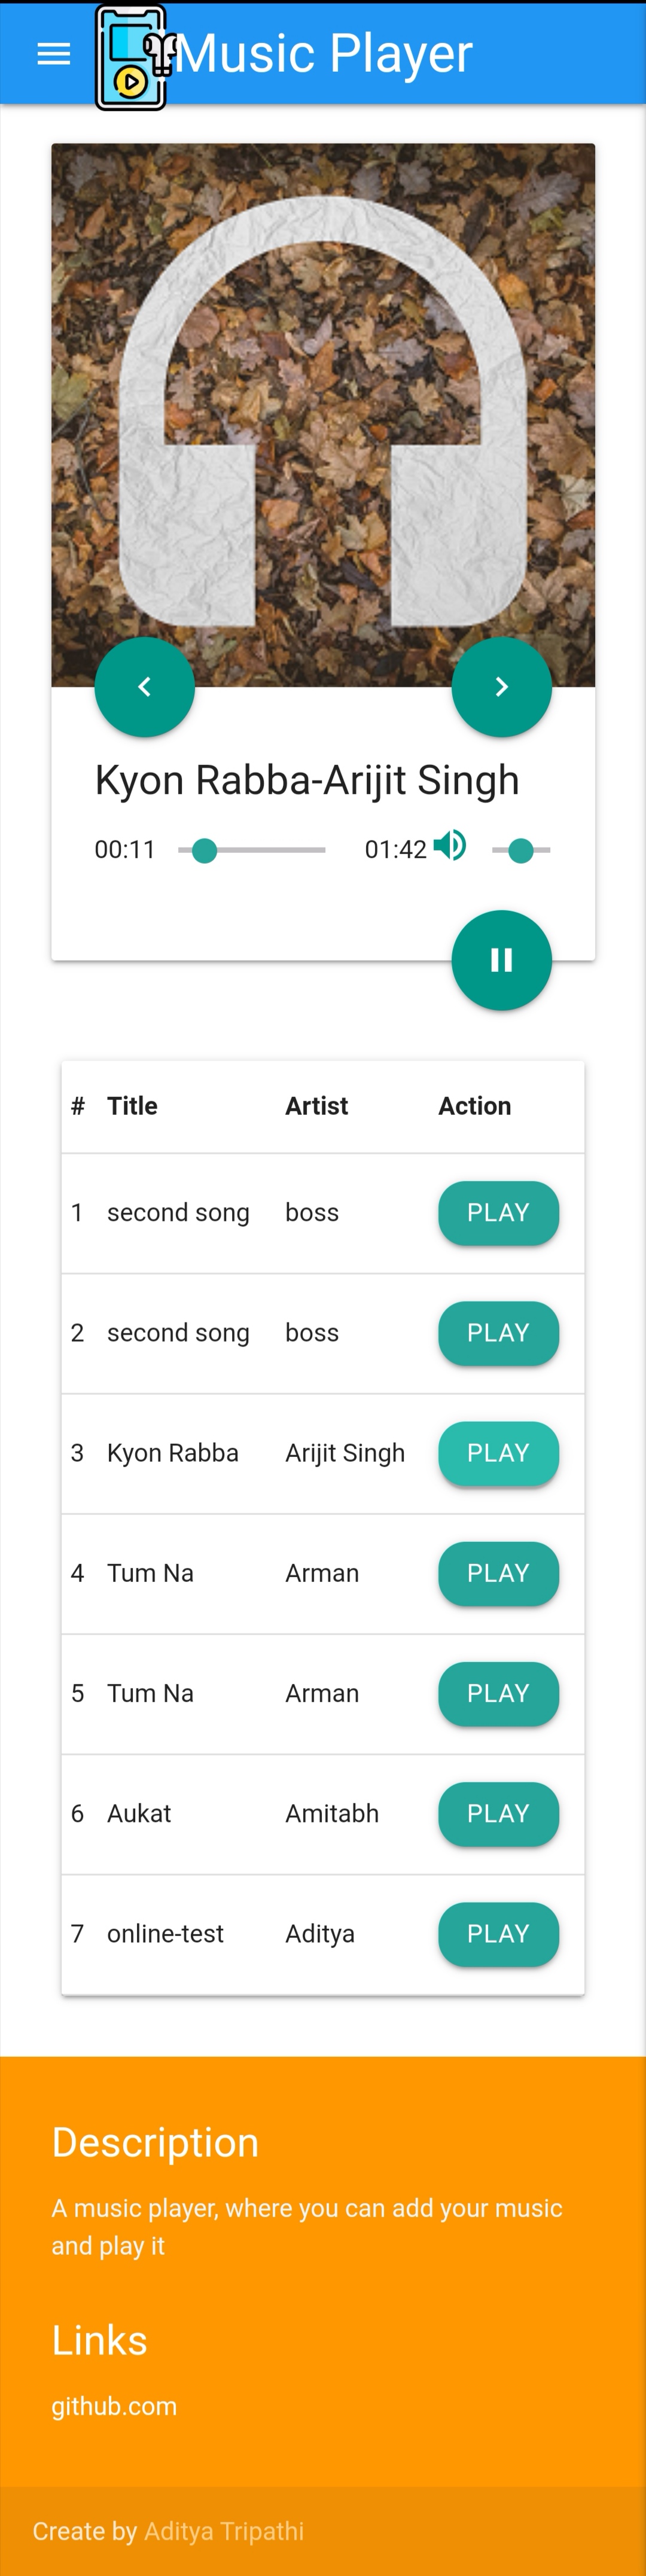 Music Player
Kyon Rabba-Arijit Singh
00:11 01:42
# Title Artist Action
1 second song boss PLAY
2 second song boss PLAY
3 Kyon Rabba Arijit Singh PLAY
4 Tum Na Arman PLAY
5 Tum Na Arman PLAY
6 Aukat Amitabh PLAY
7 online-test Aditya PLAY
Description
A music player, where you can add your music
and play it
Links
github.com
Create by Aditya Tripathi